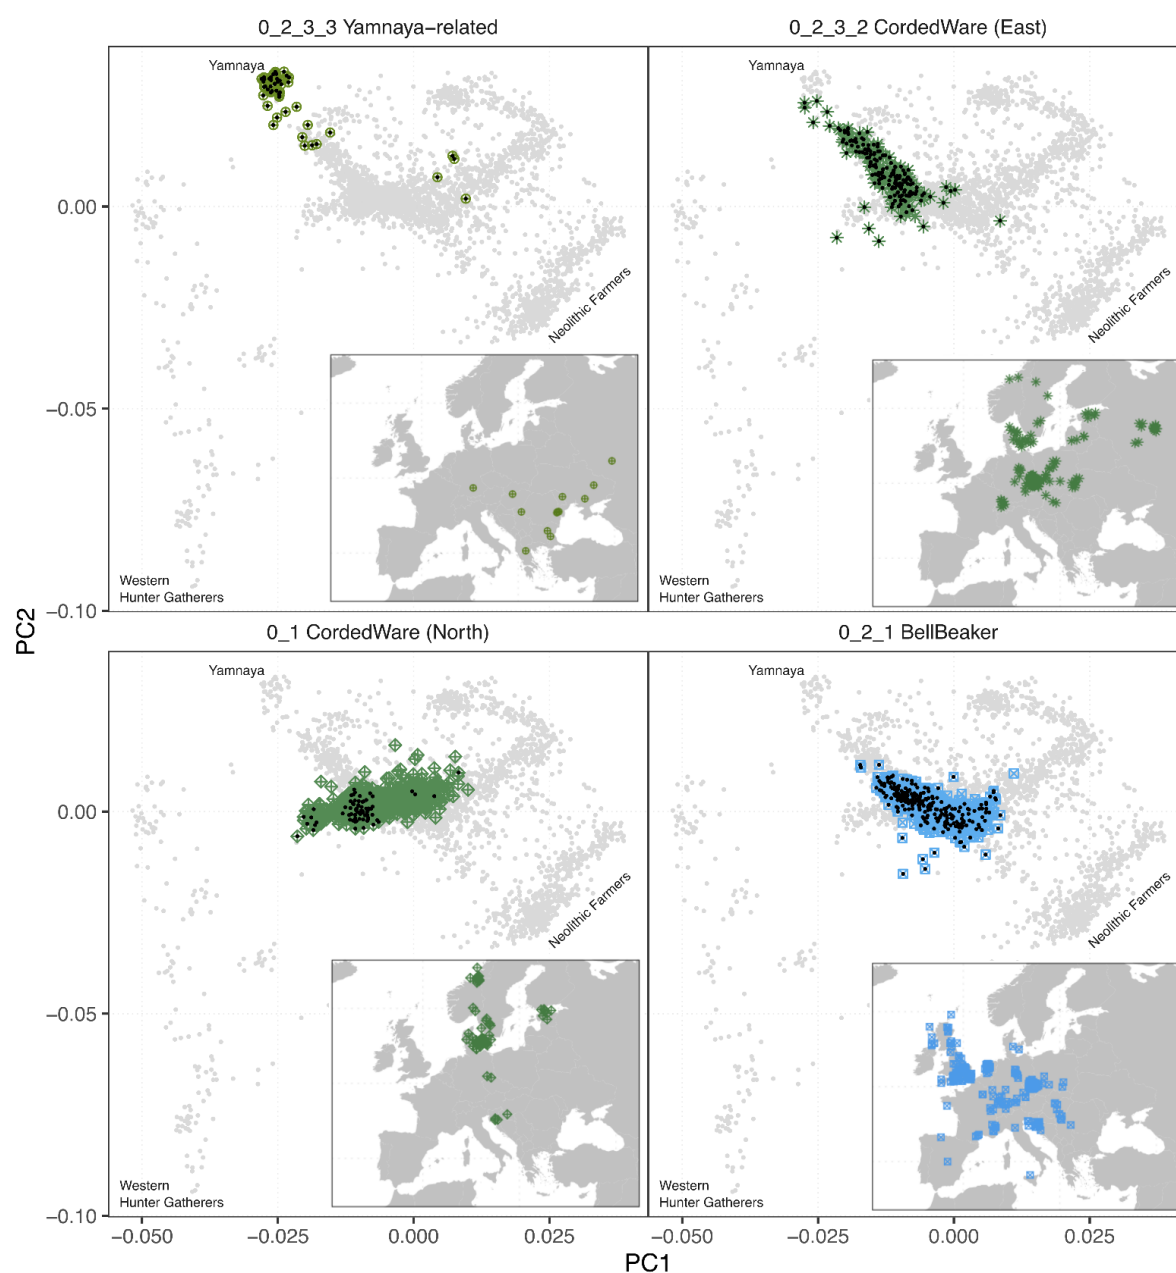 0_2_3_3 Yamnaya−related
0_2_3_2 CordedWare (East)
Yamnaya
Neolithic Farmers
Western
Hunter Gatherers
Yamnaya
Neolithic Farmers
Western
Hunter Gatherers
0.00
−0.05
−0.10
PC2
0_1 CordedWare (North)
0_2_1 BellBeaker
Yamnaya
Neolithic Farmers
Western
Hunter Gatherers
Yamnaya
Neolithic Farmers
Western
Hunter Gatherers
0.00
−0.05
−0.10
−0.050 −0.025 0.000 0.025 −0.050 −0.025 0.000 0.025
PC1